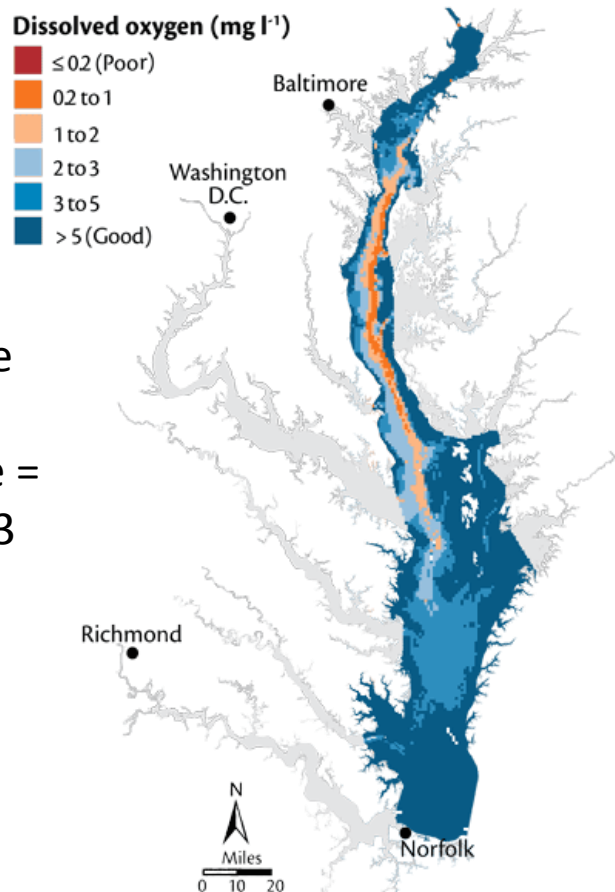 Dissolved oxygen (mg l⁻¹)
≤ 02 (Poor)
02 to 1
1 to 2
2 to 3
3 to 5
> 5 (Good)
Baltimore
Washington
D.C.
e
e =
3
Richmond
N
Miles
0 10 20
Norfolk